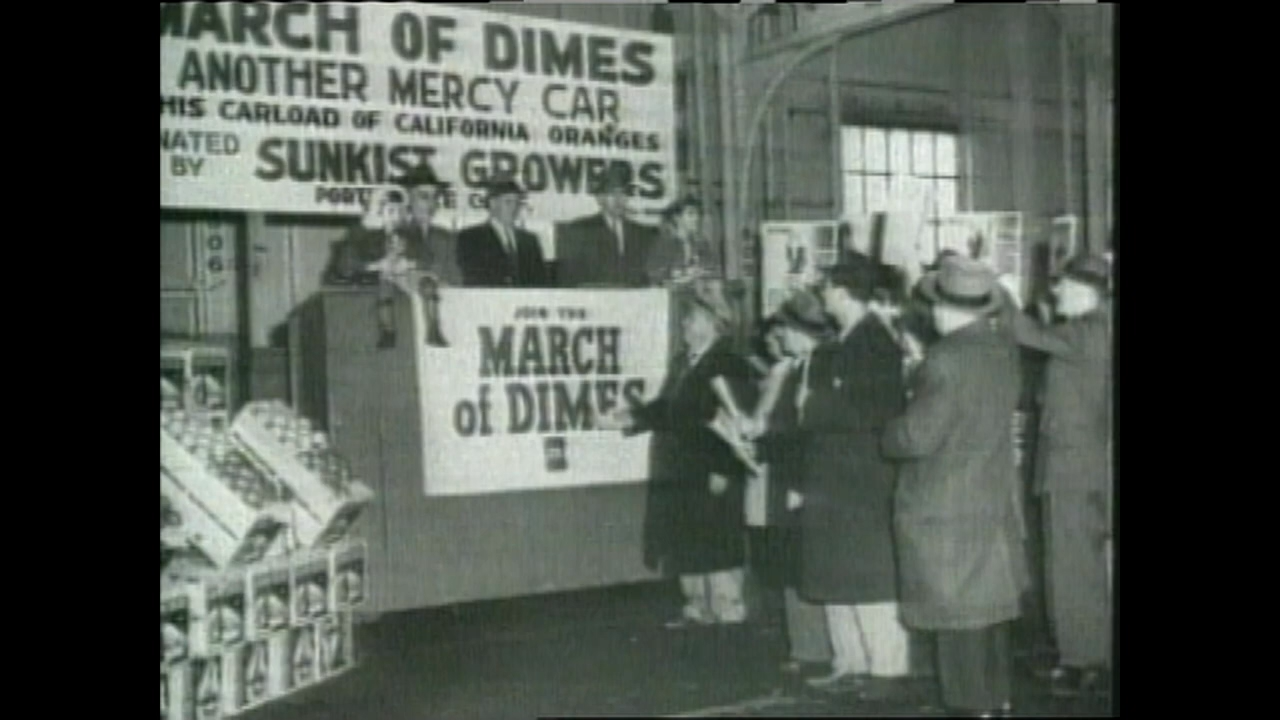 MARCH OF DIMES
ANOTHER MERCY CAR
HIS CARLOAD OF CALIFORNIA ORANGES
NATED
BY SUNKIST GROWERS
06
JOIN THE
MARCH
of DIMES